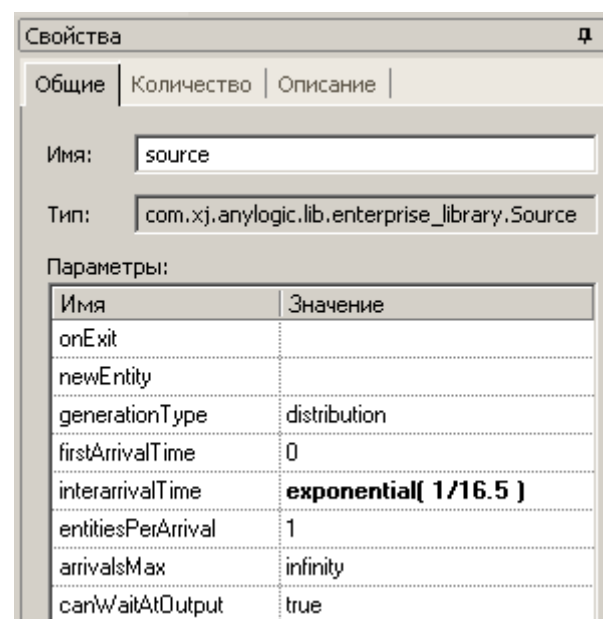 Свойства
Общие Количество Описание
Имя: source
Тип: com.xj.anylogic.lib.enterprise_library.Source
Параметры:
Имя Значение
onExit
newEntity
generationType distribution
firstArrivalTime 0
interarrivalTime exponential( 1/16.5 )
entitiesPerArrival 1
arrivalsMax infinity
canWaitAtOutput true